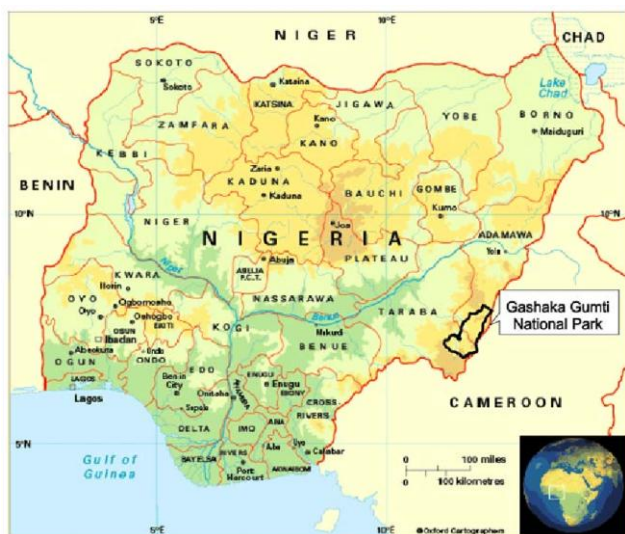 5°E
10°E
NIGER
CHAD
SOKOTO
Sokoto
Katsina
KATSINA
JIGAWA
Lake
Chad
ZAMFARA
Kano
KANO
YOBE
BORNO
Maiduguri
KEBBI
BENIN
Zaria
KADUNA
Kaduna
BAUCHI
GOMBE
Kumo
10°N
10°N
NIGER
NIGERIA
Jos
ADAMAWA
Yola
Niger
Abuja
ABUJA
F.C.T.
PLATEAU
KWARA
Ilorin
OYO
Oyo
Ogbomosho
Oshogbo
OSUN
EKITI
Ibadan
NASSARAWA
Benue
Makurdi
TARABA
Gashaka Gumti
National Park
KOGI
BENUE
Abeokuta
OGUN
Ondo
ONDO
EDO
Benin
City
ENUGU
Enugu
EBONY
ANAMBRA
Onitsha
CROSS
RIVERS
LAGOS
Lagos
CAMEROON
Sapele
DELTA
IMO
ABIA
Aba
Uyo
Calabar
5°N
5°N
Gulf of
Guinea
BAYELSA
RIVERS
Port
Harcourt
AKWA IBOM
0
100 miles
0
100 kilometres
5°E
10°E
Oxford Cartographers